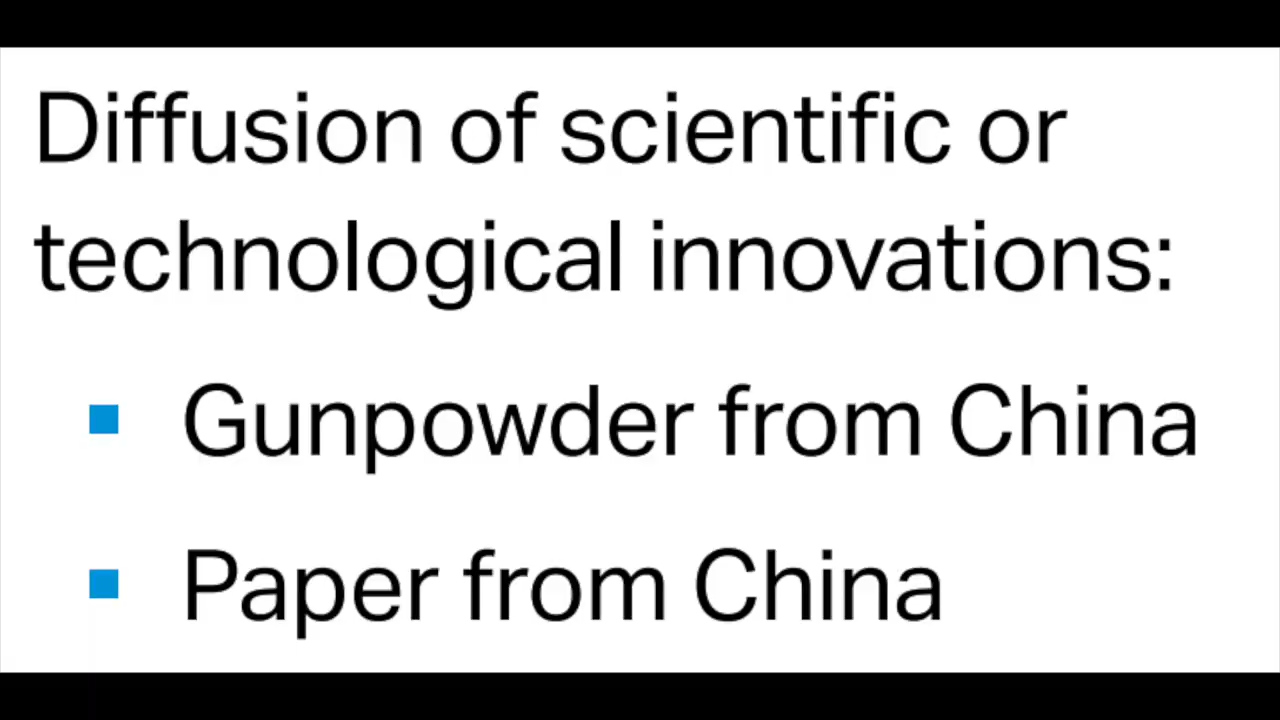 Diffusion of scientific or
technological innovations:
▪ Gunpowder from China
▪ Paper from China